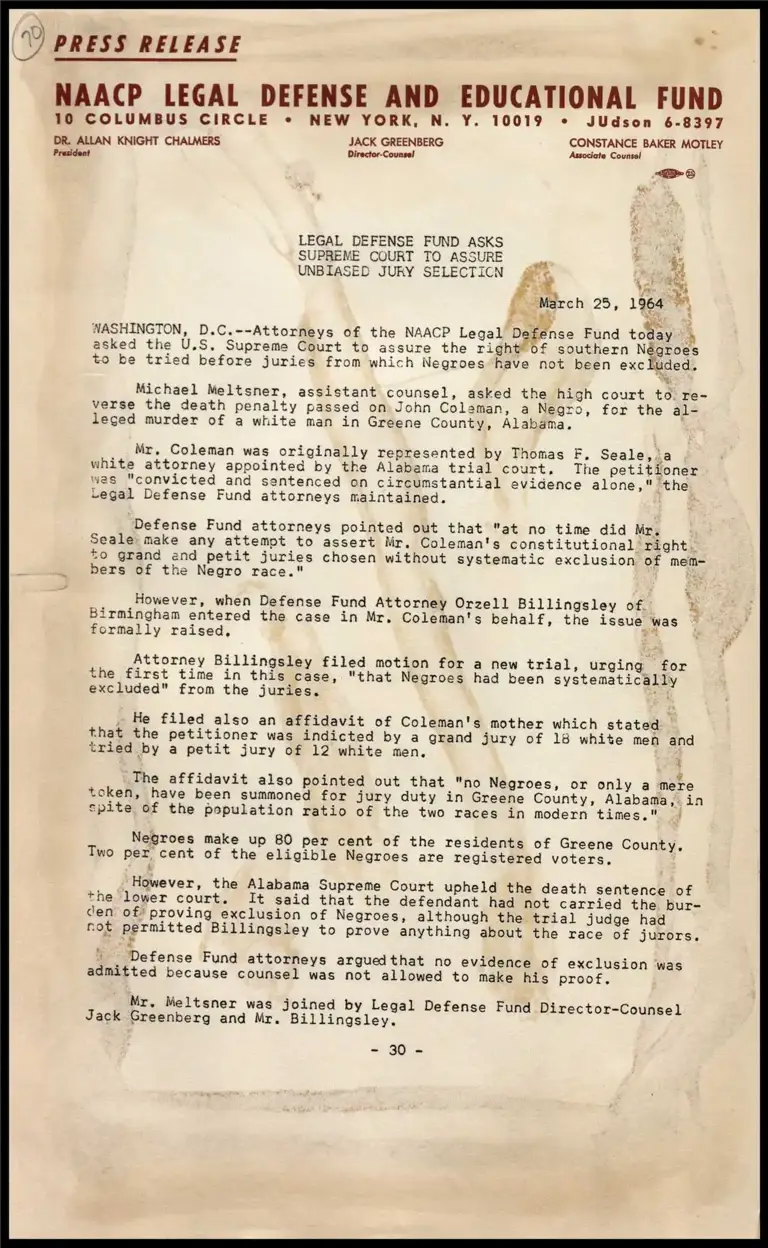 70
PRESS RELEASE
NAACP LEGAL DEFENSE AND EDUCATIONAL FUND
10 COLUMBUS CIRCLE • NEW YORK, N. Y. 10019 • JUdson 6-8397
DR. ALLAN KNIGHT CHALMERS JACK GREENBERG CONSTANCE BAKER MOTLEY
President Director-Counsel Associate Counsel
LEGAL DEFENSE FUND ASKS
SUPREME COURT TO ASSURE
UNBIASED JURY SELECTION
March 25, 1964
WASHINGTON, D.C.--Attorneys of the NAACP Legal Defense Fund today
asked the U.S. Supreme Court to assure the right of southern Negroes
to be tried before juries from which Negroes have not been excluded.
Michael Meltsner, assistant counsel, asked the high court to re-
verse the death penalty passed on John Coleman, a Negro, for the al-
leged murder of a white man in Greene County, Alabama.
Mr. Coleman was originally represented by Thomas F. Seale, a
white attorney appointed by the Alabama trial court. The petitioner
was "convicted and sentenced on circumstantial evidence alone," the
Legal Defense Fund attorneys maintained.
Defense Fund attorneys pointed out that "at no time did Mr.
Seale make any attempt to assert Mr. Coleman's constitutional right
to grand and petit juries chosen without systematic exclusion of mem-
bers of the Negro race."
However, when Defense Fund Attorney Orzell Billingsley of
Birmingham entered the case in Mr. Coleman's behalf, the issue was
formally raised.
Attorney Billingsley filed motion for a new trial, urging for
the first time in this case, "that Negroes had been systematically
excluded" from the juries.
He filed also an affidavit of Coleman's mother which stated
that the petitioner was indicted by a grand jury of 18 white men and
tried by a petit jury of 12 white men.
The affidavit also pointed out that "no Negroes, or only a mere
token, have been summoned for jury duty in Greene County, Alabama, in
spite of the population ratio of the two races in modern times."
Negroes make up 80 per cent of the residents of Greene County.
Two per cent of the eligible Negroes are registered voters.
However, the Alabama Supreme Court upheld the death sentence of
the lower court. It said that the defendant had not carried the bur-
den of proving exclusion of Negroes, although the trial judge had
not permitted Billingsley to prove anything about the race of jurors.
Defense Fund attorneys argued that no evidence of exclusion was
admitted because counsel was not allowed to make his proof.
Mr. Meltsner was joined by Legal Defense Fund Director-Counsel
Jack Greenberg and Mr. Billingsley.
- 30 -